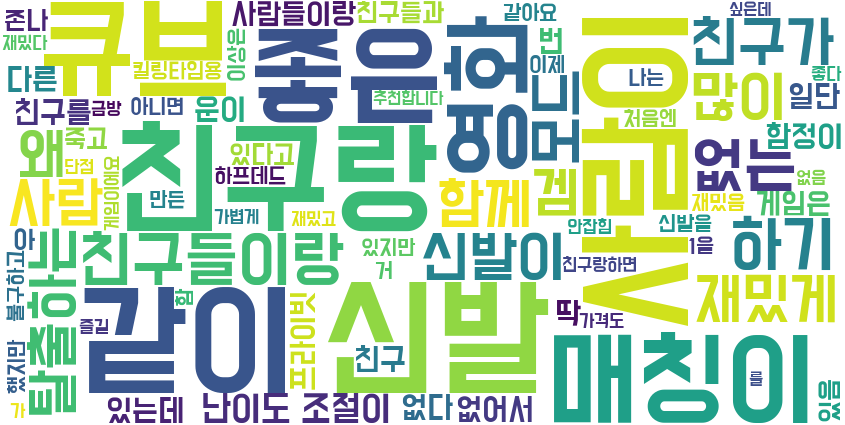 존나
재밌다
다른
큐브
사람들이랑
킬링타임용
이상은
친구들과
같아요
번
이제
싶은데
친구가
좋다
나는
많이
일단
친구를
금방
아니면
운이
좋은
추천합니다
영화
모드
사람이
처음엔
함정이
왜
죽고
단점
게임이에요
친구랑
있다고
하프데드
만든
가볍게
재밌고
함께
겜
없는
없음
재밌음
게임은
사람
불구하고
아
탈출하는
친구들이랑
있지만
거
신발이
안잡힘
친구랑하면
신발을
1을
하기
같이
함
즐길
프라이빗
신발
친구
딱
가격도
재밌게
했지만
가
있는데
난이도
조절이
없다
없어서
매칭이
를
있음